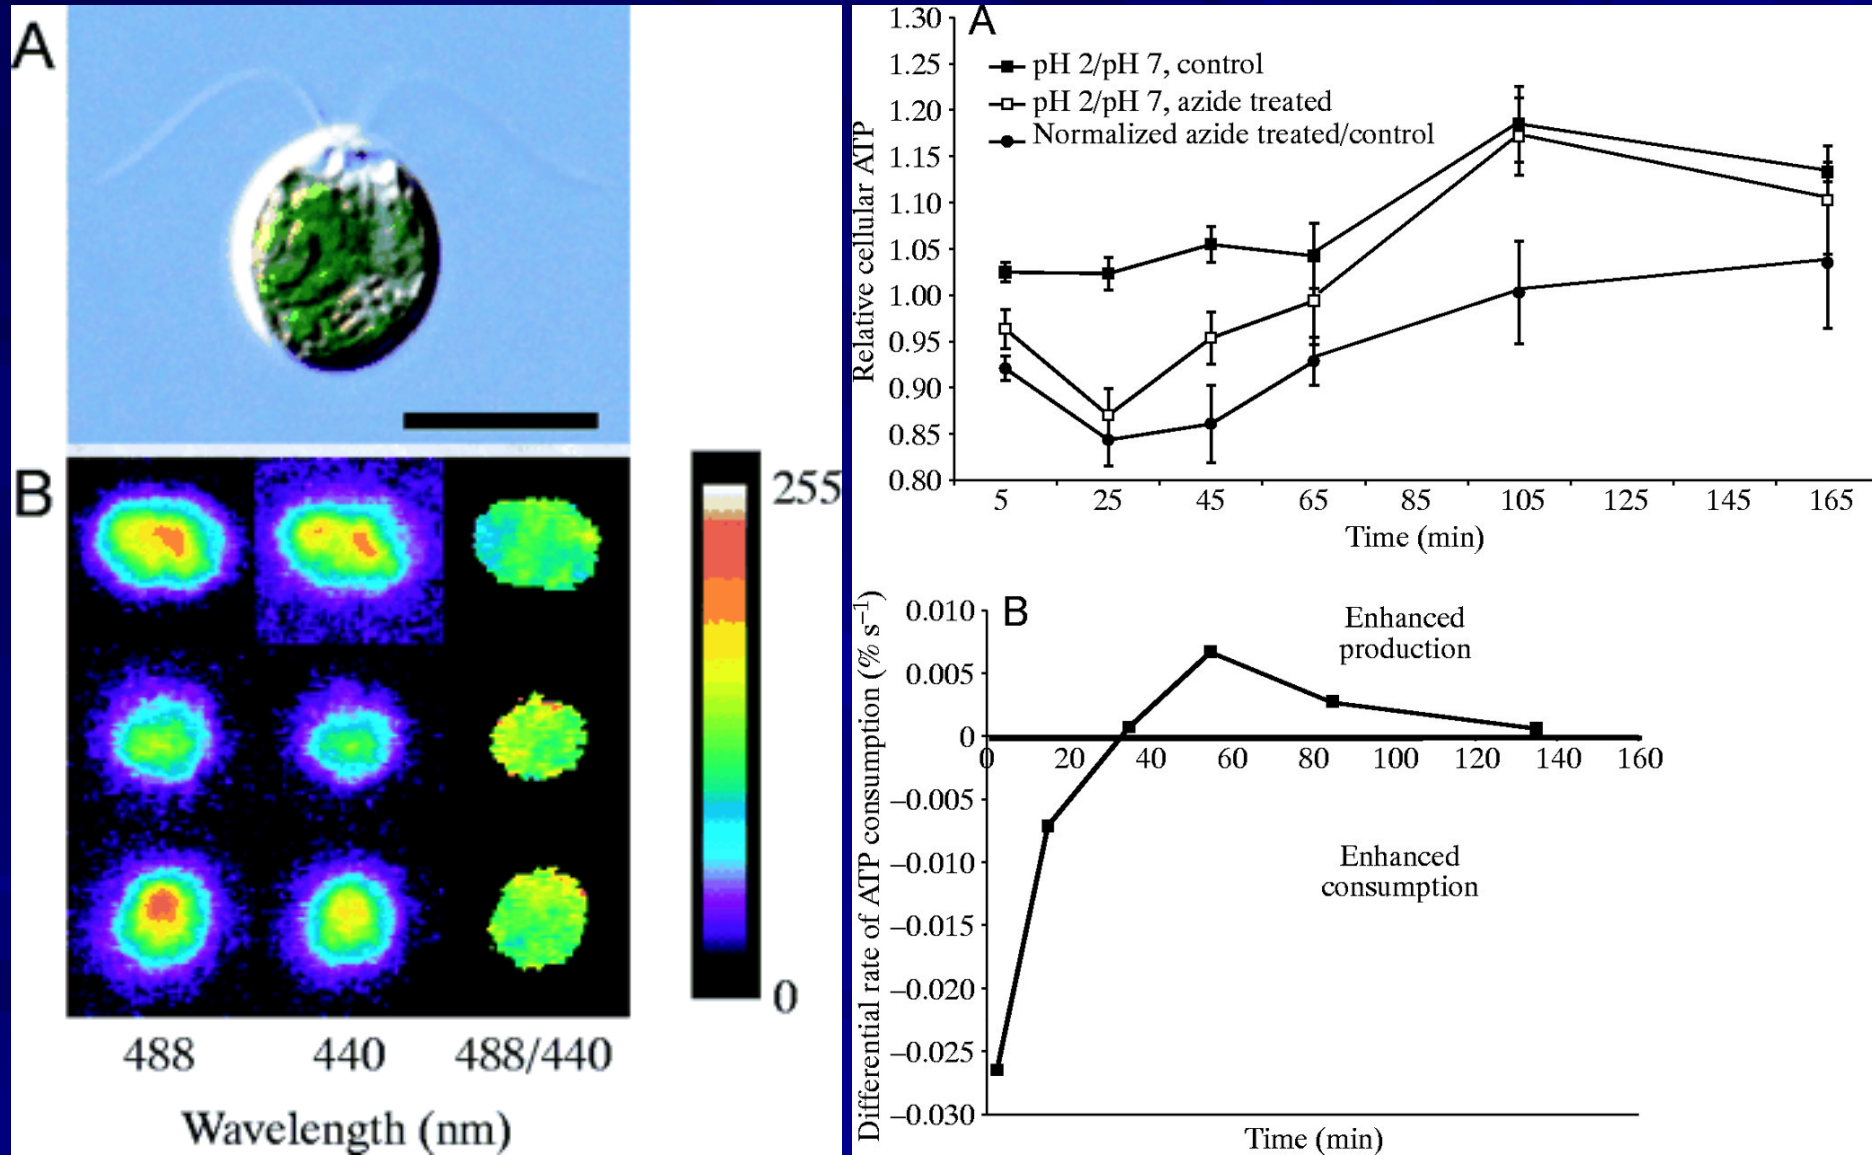 A
B
255
0
488 440 488/440
Wavelength (nm)
A
pH 2/pH 7, control
pH 2/pH 7, azide treated
Normalized azide treated/control
Relative cellular ATP
1.30
1.25
1.20
1.15
1.10
1.05
1.00
0.95
0.90
0.85
0.80
5 25 45 65 85 105 125 145 165
Time (min)
B
Enhanced
production
Differential rate of ATP consumption (% s⁻¹)
0.010
0.005
0
–0.005
–0.010
–0.015
–0.020
–0.025
–0.030
0 20 40 60 80 100 120 140 160
Enhanced
consumption
Time (min)